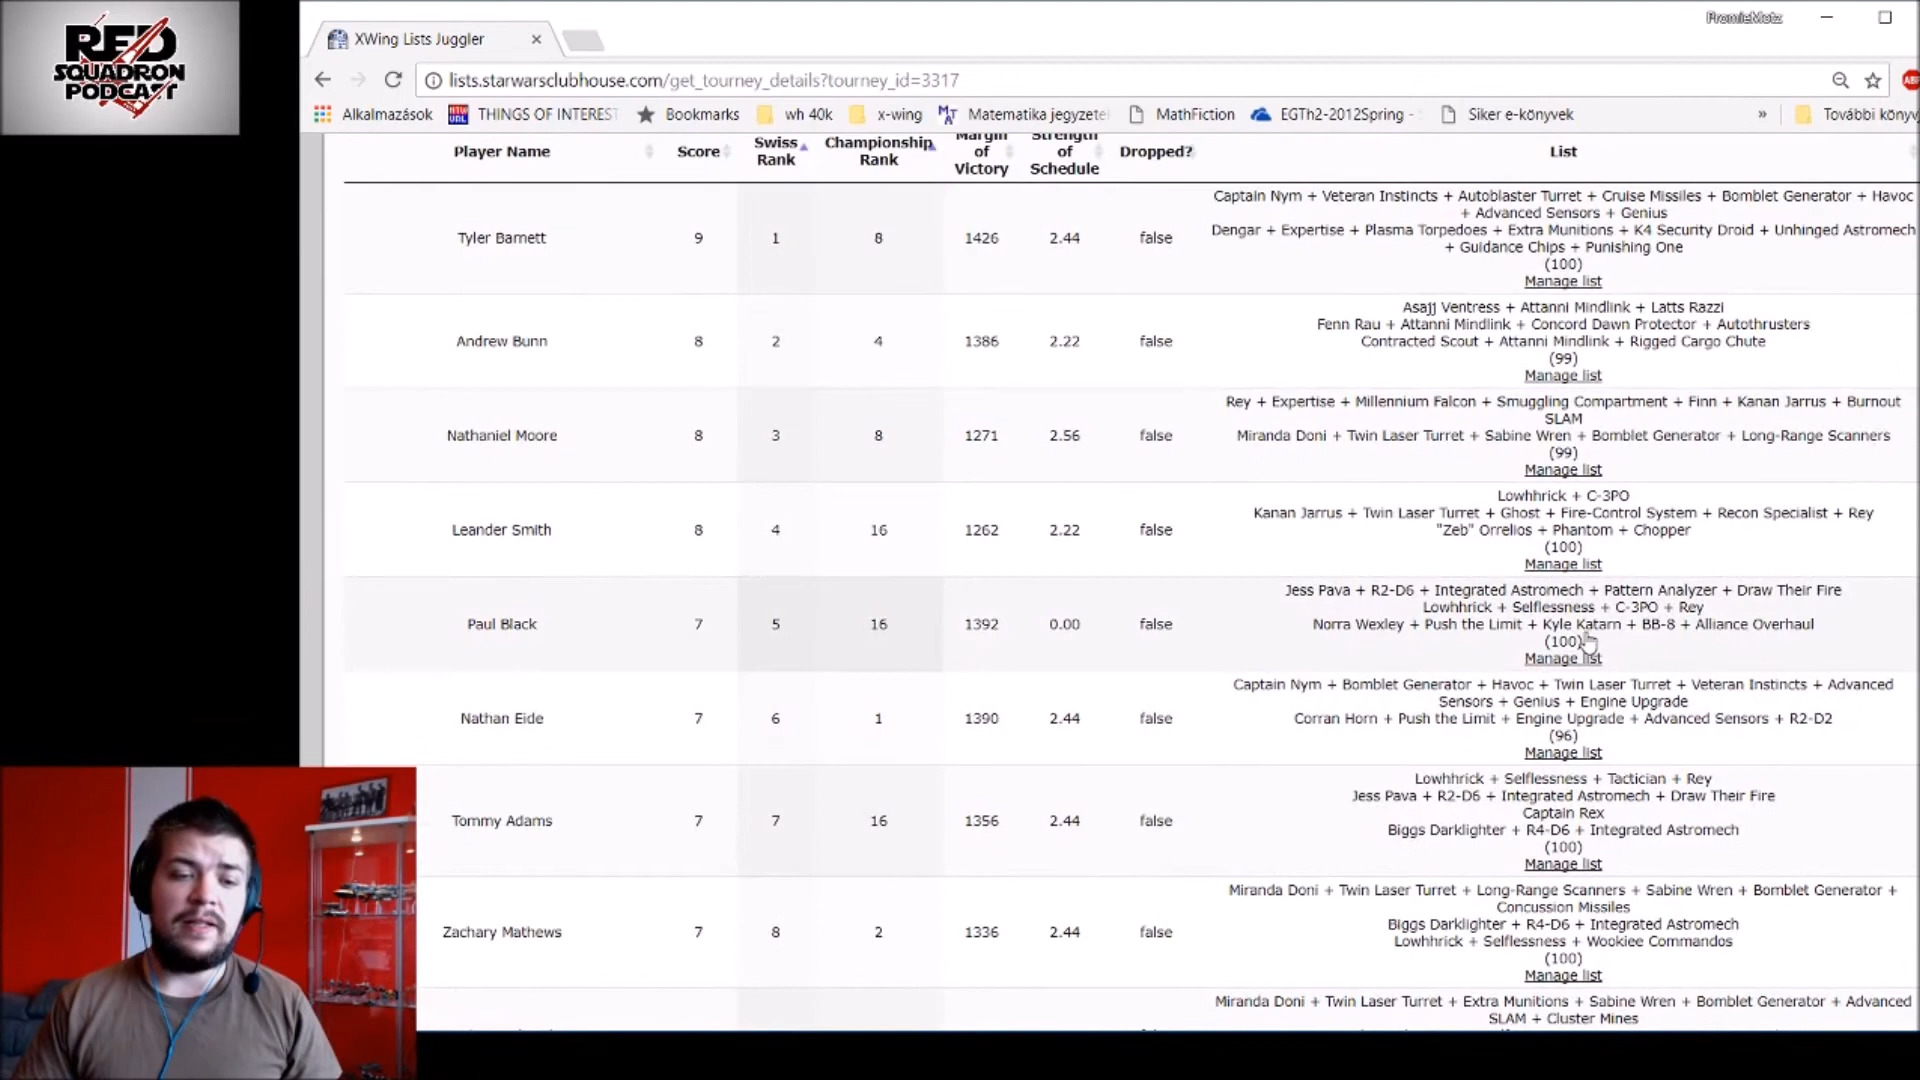 RED
SQUADRON
PODCAST
XWing Lists Juggler
PromieMotz
lists.starwarsclubhouse.com/get_tourney_details?tourney_id=3317
Alkalmazások THINGS OF INTEREST Bookmarks wh 40k x-wing Matematika jegyzete MathFiction EGTh2-2012Spring - Siker e-könyvek » További könyv
Player Name Score Swiss Rank Championship Rank Margin of Victory Strength of Schedule Dropped? List
Captain Nym + Veteran Instincts + Autoblaster Turret + Cruise Missiles + Bomblet Generator + Havoc
+ Advanced Sensors + Genius
Dengar + Expertise + Plasma Torpedoes + Extra Munitions + K4 Security Droid + Unhinged Astromech
Tyler Barnett 9 1 8 1426 2.44 false
+ Guidance Chips + Punishing One
(100)
Manage list
Asajj Ventress + Attanni Mindlink + Latts Razzi
Fenn Rau + Attanni Mindlink + Concord Dawn Protector + Autothrusters
Andrew Bunn 8 2 4 1386 2.22 false Contracted Scout + Attanni Mindlink + Rigged Cargo Chute
(99)
Manage list
Rey + Expertise + Millennium Falcon + Smuggling Compartment + Finn + Kanan Jarrus + Burnout
SLAM
Nathaniel Moore 8 3 8 1271 2.56 false Miranda Doni + Twin Laser Turret + Sabine Wren + Bomblet Generator + Long-Range Scanners
(99)
Manage list
Lowhhrick + C-3PO
Kanan Jarrus + Twin Laser Turret + Ghost + Fire-Control System + Recon Specialist + Rey
Leander Smith 8 4 16 1262 2.22 false "Zeb" Orrelios + Phantom + Chopper
(100)
Manage list
Jess Pava + R2-D6 + Integrated Astromech + Pattern Analyzer + Draw Their Fire
Lowhhrick + Selflessness + C-3PO + Rey
Paul Black 7 5 16 1392 0.00 false Norra Wexley + Push the Limit + Kyle Katarn + BB-8 + Alliance Overhaul
(100)
Manage list
Captain Nym + Bomblet Generator + Havoc + Twin Laser Turret + Veteran Instincts + Advanced
Sensors + Genius + Engine Upgrade
Nathan Eide 7 6 1 1390 2.44 false Corran Horn + Push the Limit + Engine Upgrade + Advanced Sensors + R2-D2
(96)
Manage list
Lowhhrick + Selflessness + Tactician + Rey
Jess Pava + R2-D6 + Integrated Astromech + Draw Their Fire
Captain Rex
Tommy Adams 7 7 16 1356 2.44 false
Biggs Darklighter + R4-D6 + Integrated Astromech
(100)
Manage list
Miranda Doni + Twin Laser Turret + Long-Range Scanners + Sabine Wren + Bomblet Generator +
Concussion Missiles
Biggs Darklighter + R4-D6 + Integrated Astromech
Zachary Mathews 7 8 2 1336 2.44 false
Lowhhrick + Selflessness + Wookiee Commandos
(100)
Manage list
Miranda Doni + Twin Laser Turret + Extra Munitions + Sabine Wren + Bomblet Generator + Advanced
SLAM + Cluster Mines